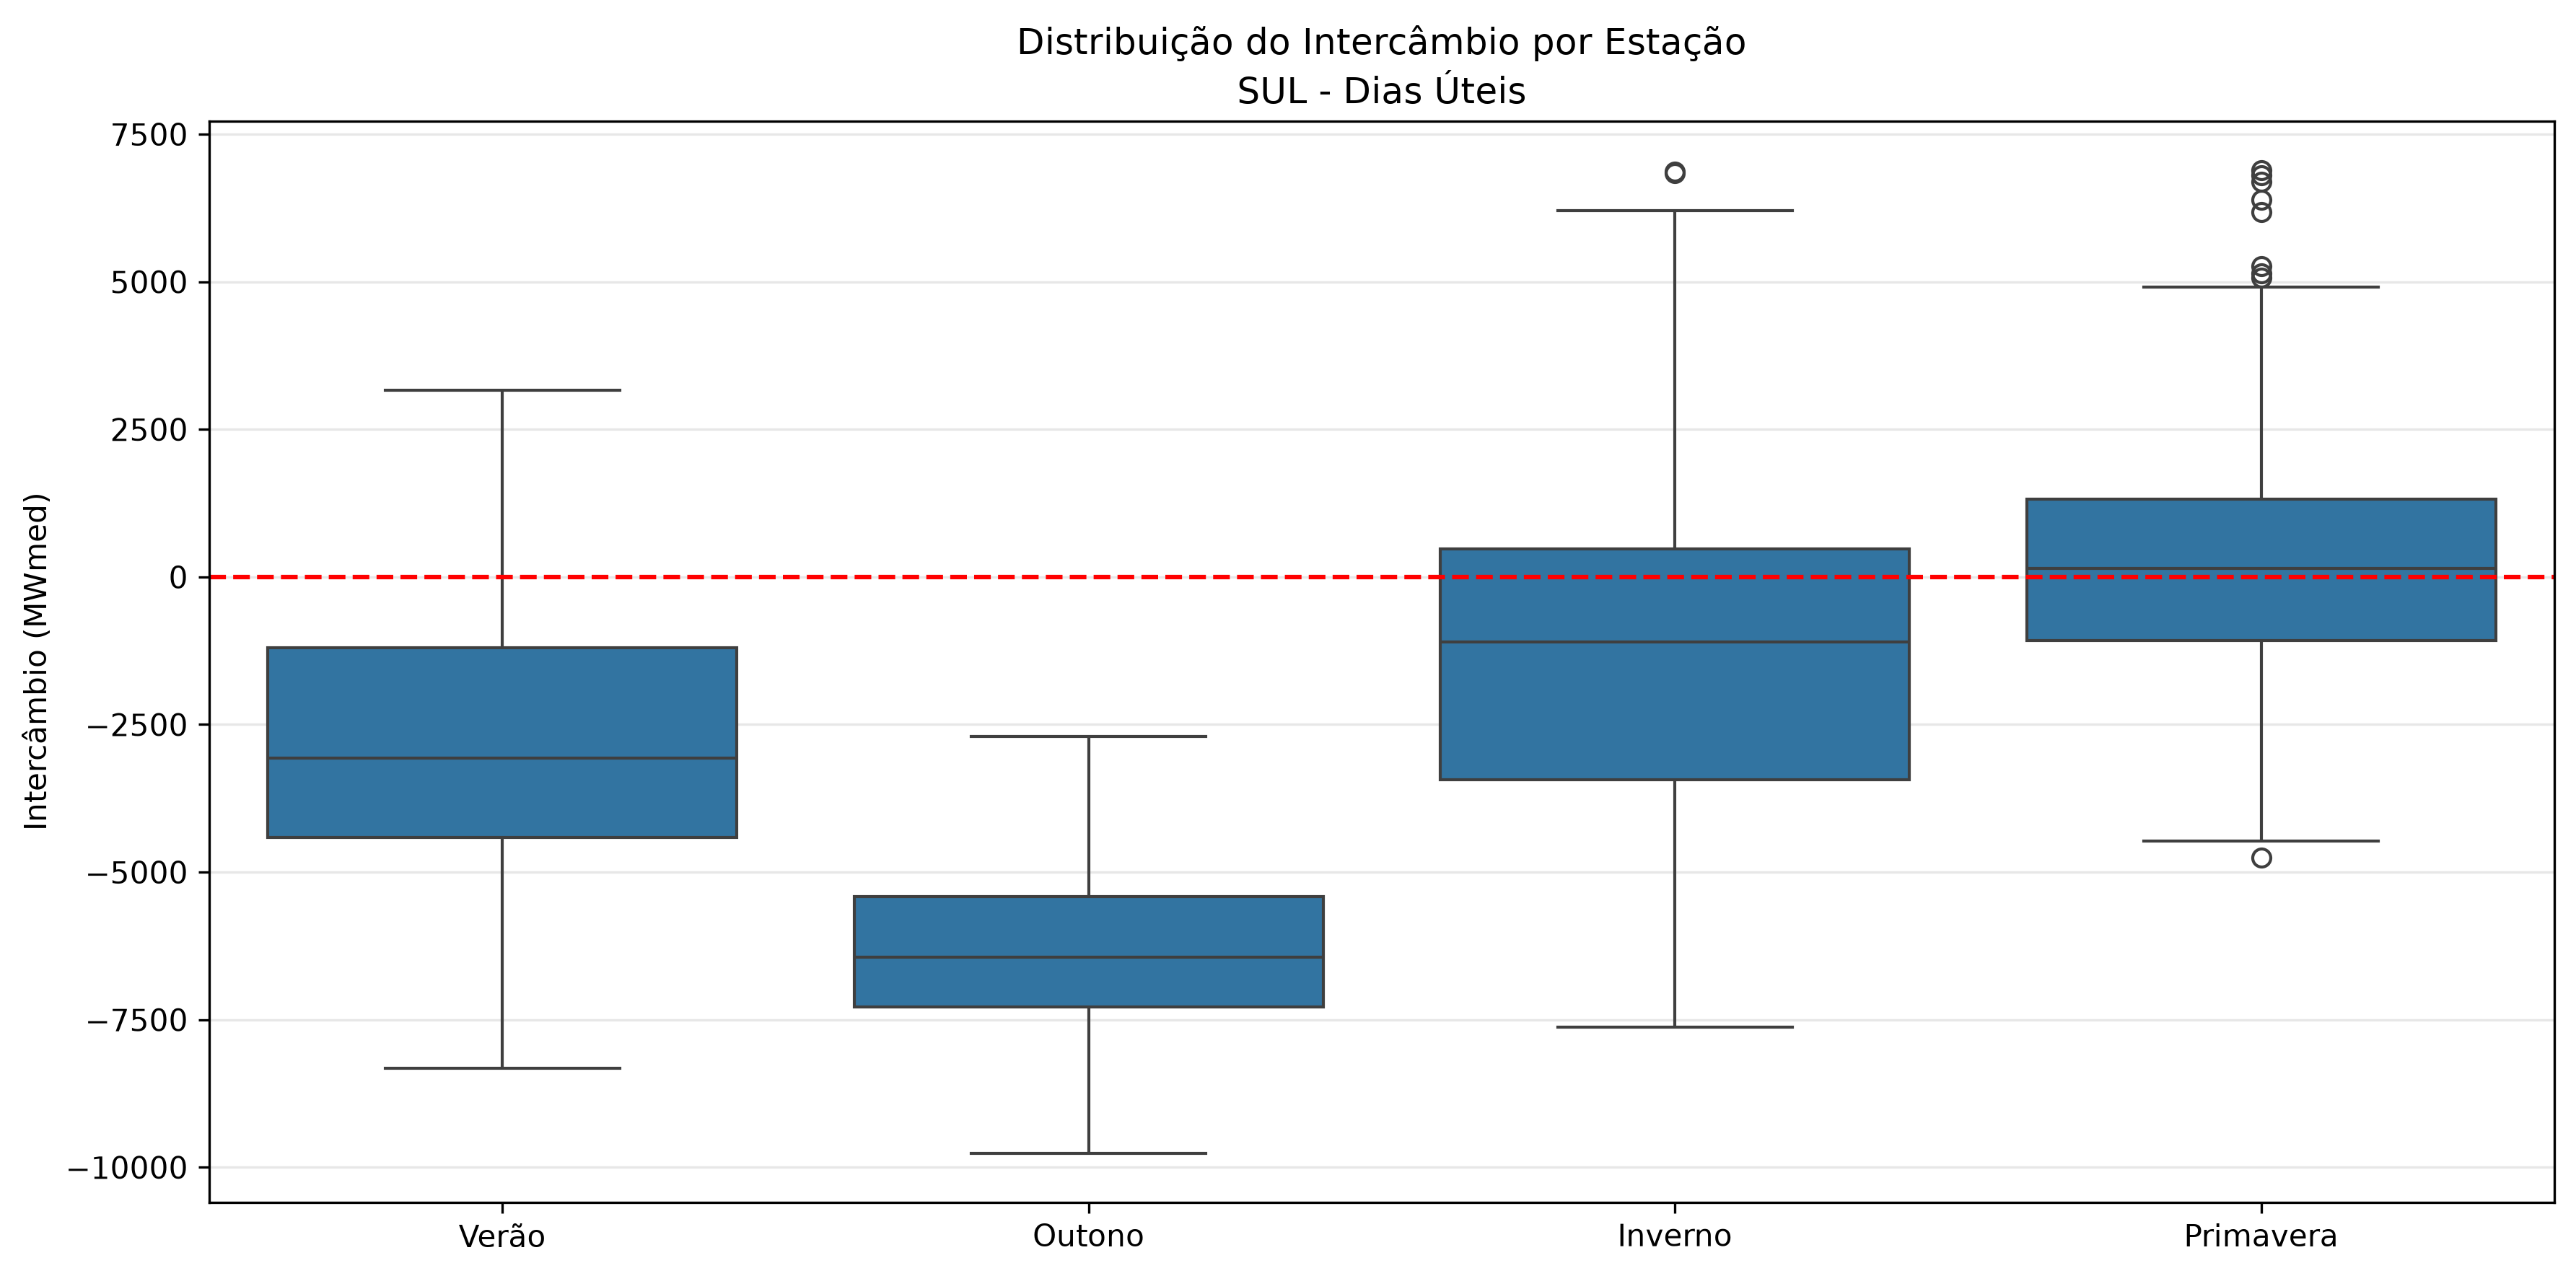 Distribuição do Intercâmbio por Estação
SUL - Dias Úteis
Intercâmbio (MWmed)
7500
5000
2500
0
−2500
−5000
−7500
−10000
Verão
Outono
Inverno
Primavera